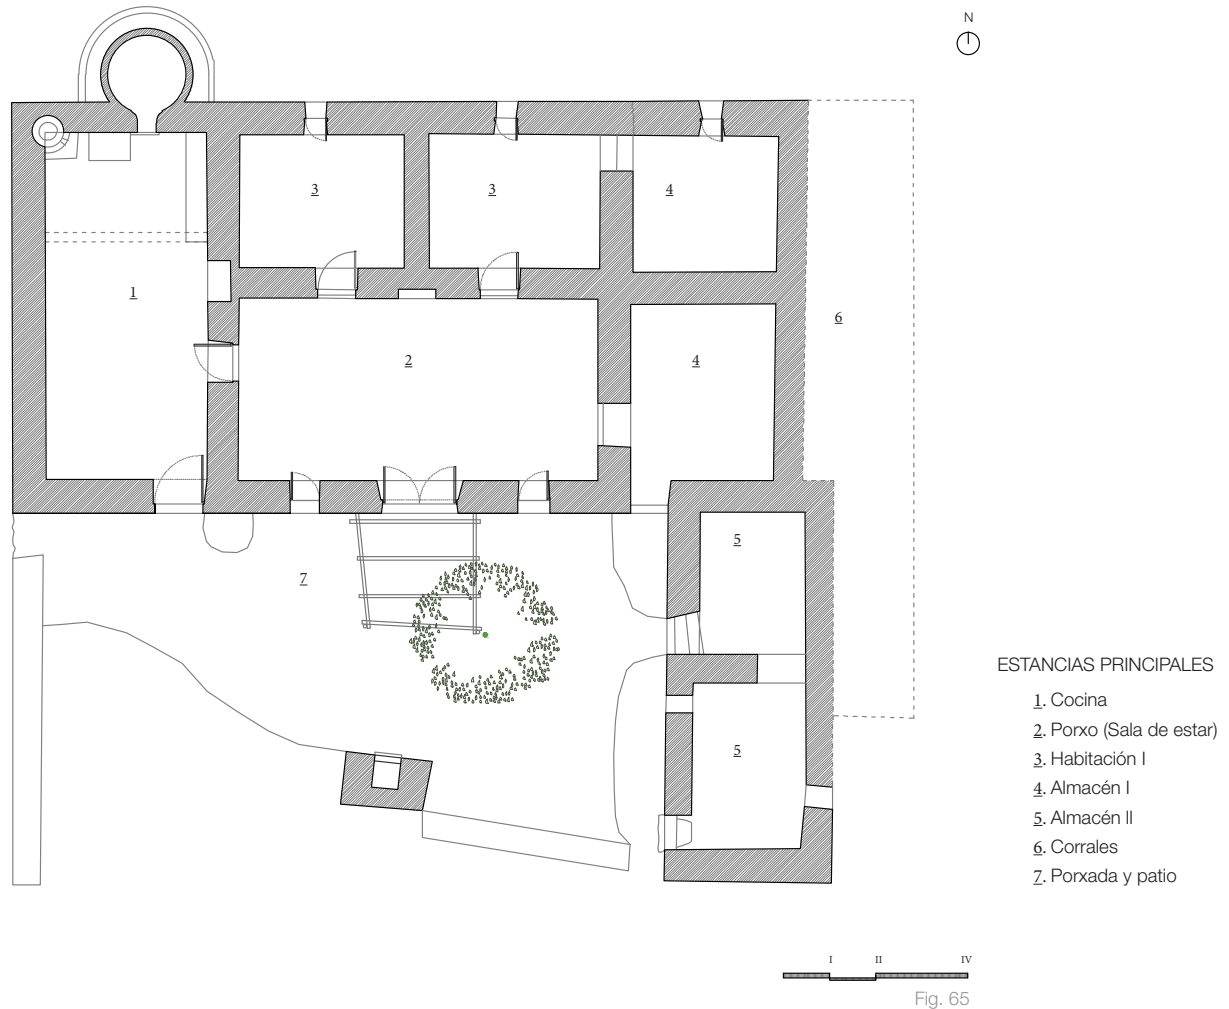 N
3
3
4
1
6
2
4
5
7
5
ESTANCIAS PRINCIPALES
1. Cocina
2. Porxo (Sala de estar)
3. Habitación I
4. Almacén I
5. Almacén II
6. Corrales
7. Porxada y patio
I II IV
Fig. 65